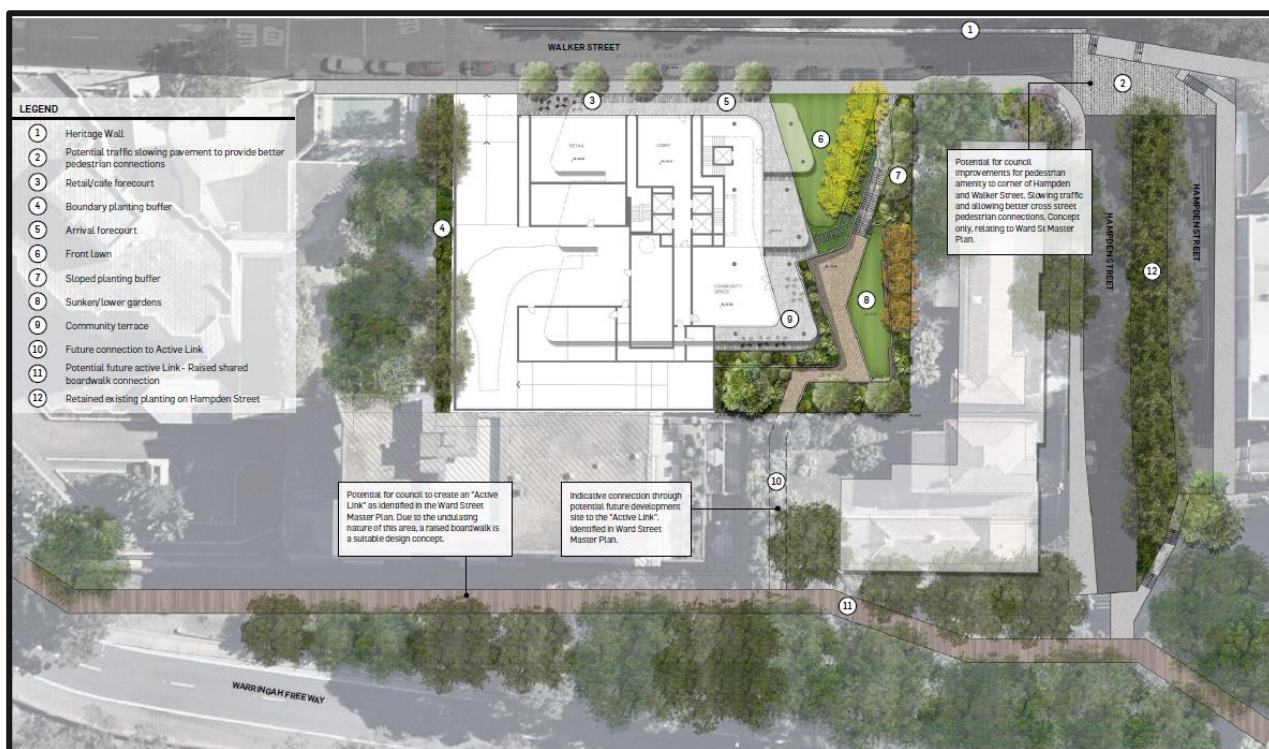 WALKER STREET
1
2
3
5
LEGEND
1 Heritage Wall
2 Potential traffic slowing pavement to provide better
pedestrian connections
3 Retail/cafe forecourt
4 Boundary planting buffer
5 Arrival forecourt
6 Front lawn
7 Sloped planting buffer
8 Sunken/lower gardens
9 Community terrace
10 Future connection to Active Link
11 Potential future active Link - Raised shared
boardwalk connection
12 Retained existing planting on Hampden Street
RETAIL
LOBBY
6
7
4
Potential for council
improvements for pedestrian
amenity to corner of Hampden
and Walker Street. Slowing traffic
and allowing better cross street
pedestrian connections. Concept
only, relating to Ward St Master
Plan.
HAMPDEN STREET
HAMPDEN STREET
12
COMMUNITY
SPACE
8
9
10
Potential for council to create an "Active
Link" as identified in the Ward Street
Master Plan. Due to the undulating
nature of this area, a raised boardwalk is
a suitable design concept.
Indicative connection through
potential future development
site to the "Active Link".
identified in Ward Street
Master Plan.
11
WARRINGAH FREEWAY